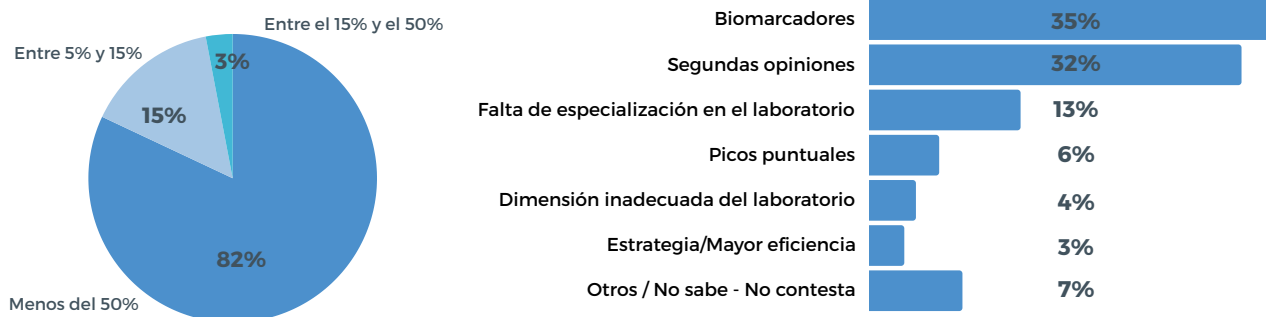 Entre el 15% y el 50%
Entre 5% y 15%
3%
15%
82%
Menos del 50%
Biomarcadores 35%
Segundas opiniones 32%
Falta de especialización en el laboratorio 13%
Picos puntuales 6%
Dimensión inadecuada del laboratorio 4%
Estrategia/Mayor eficiencia 3%
Otros / No sabe - No contesta 7%